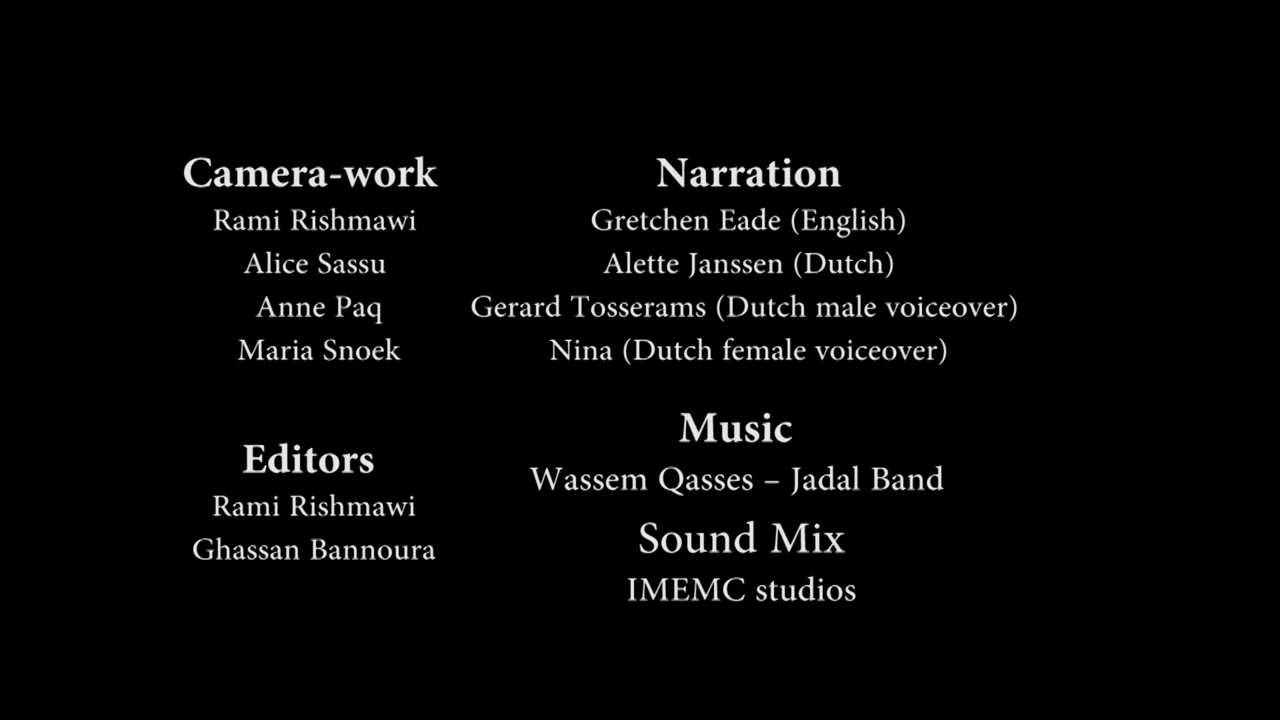 Camera-work
Rami Rishmawi
Alice Sassu
Anne Paq
Maria Snoek
Editors
Rami Rishmawi
Ghassan Bannoura
Narration
Gretchen Eade (English)
Alette Janssen (Dutch)
Gerard Tosserams (Dutch male voiceover)
Nina (Dutch female voiceover)
Music
Wassem Qasses – Jadal Band
Sound Mix
IMEMC studios